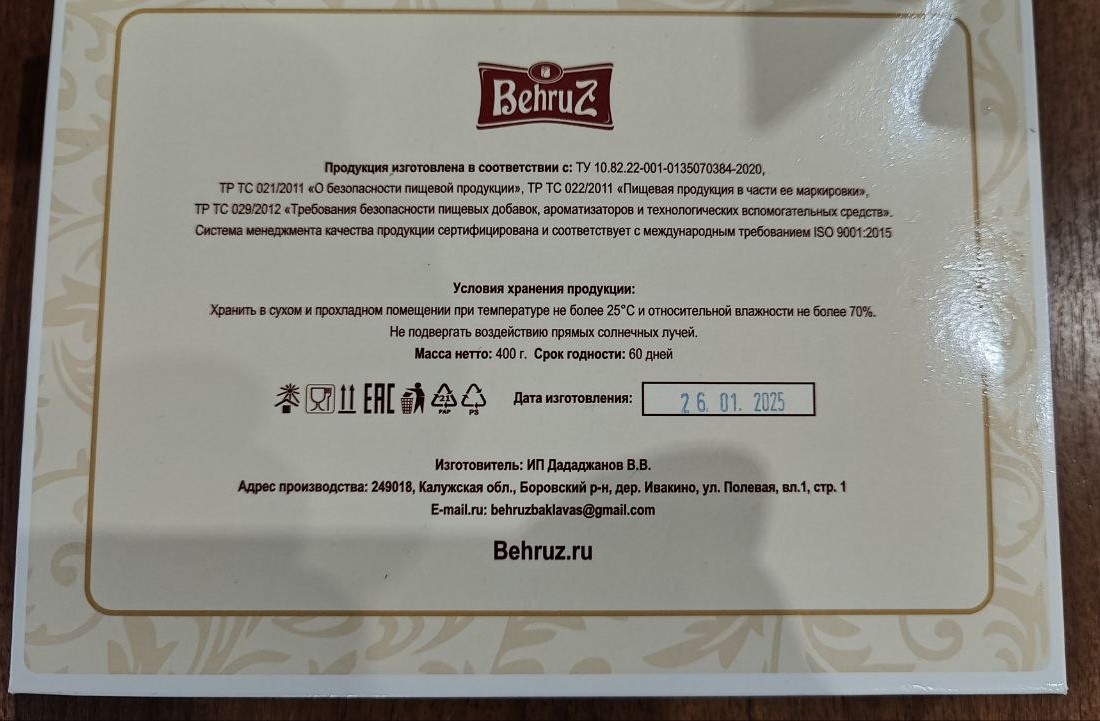 Behruz
Продукция изготовлена в соответствии с: ТУ 10.82.22-001-0135070384-2020,
ТР ТС 021/2011 «О безопасности пищевой продукции», ТР ТС 022/2011 «Пищевая продукция в части ее маркировки»,
ТР ТС 029/2012 «Требования безопасности пищевых добавок, ароматизаторов и технологических вспомогательных средств».
Система менеджмента качества продукции сертифицирована и соответствует с международным требованием ISO 9001:2015
Условия хранения продукции:
Хранить в сухом и прохладном помещении при температуре не более 25°С и относительной влажности не более 70%.
Не подвергать воздействию прямых солнечных лучей.
Масса нетто: 400 г. Срок годности: 60 дней
EAC 21 PAP PS Дата изготовления: 26. 01. 2025
Изготовитель: ИП Дададжанов В.В.
Адрес производства: 249018, Калужская обл., Боровский р-н, дер. Ивакино, ул. Полевая, вл.1, стр. 1
E-mail.ru: behruzbaklavas@gmail.com
Behruz.ru